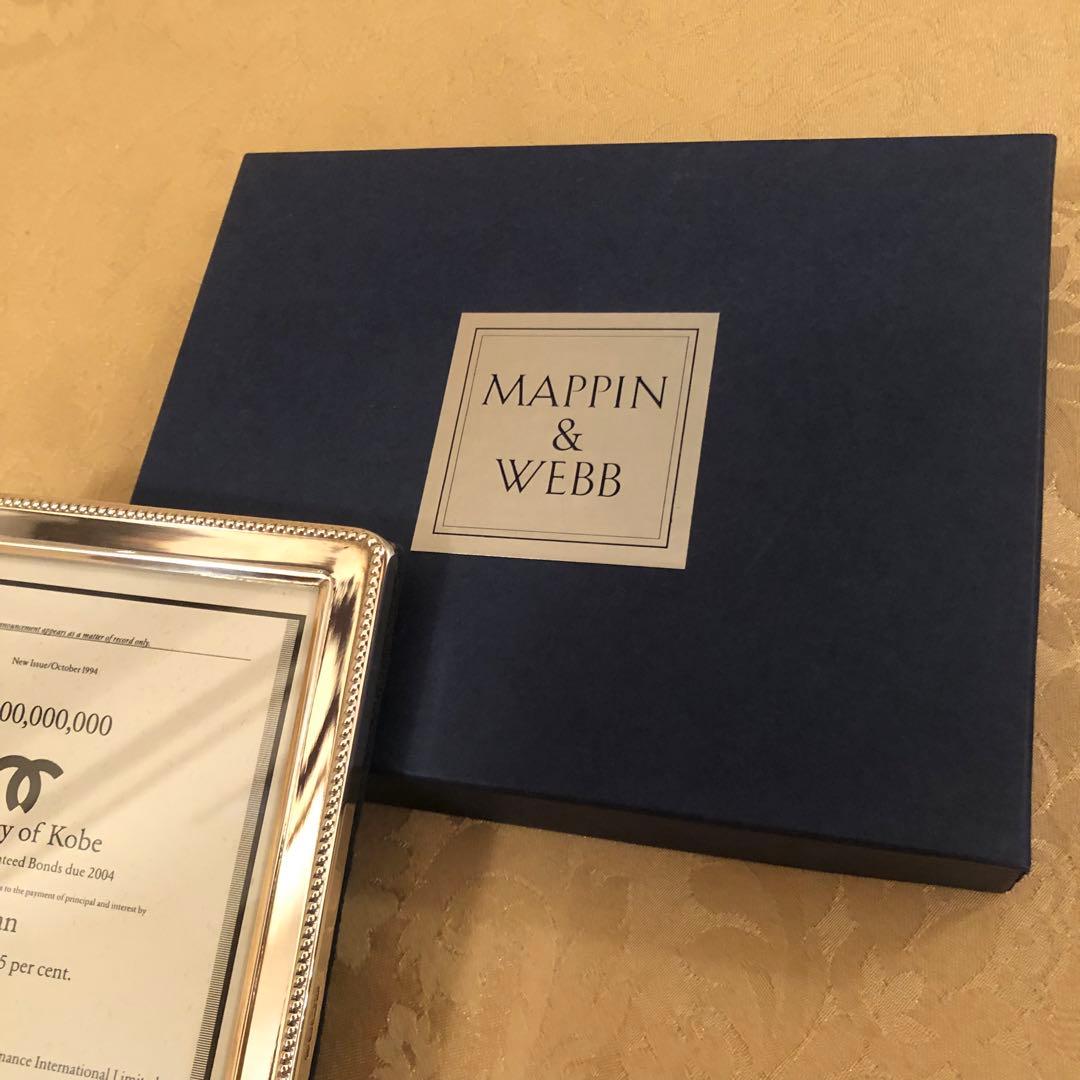 MAPPIN
&
WEBB
nnouncement appears as a matter of record only.
New Issue/October 1994
00,000,000
y of Kobe
nteed Bonds due 2004
s to the payment of principal and interest by
an
5 per cent.
nance International Limited